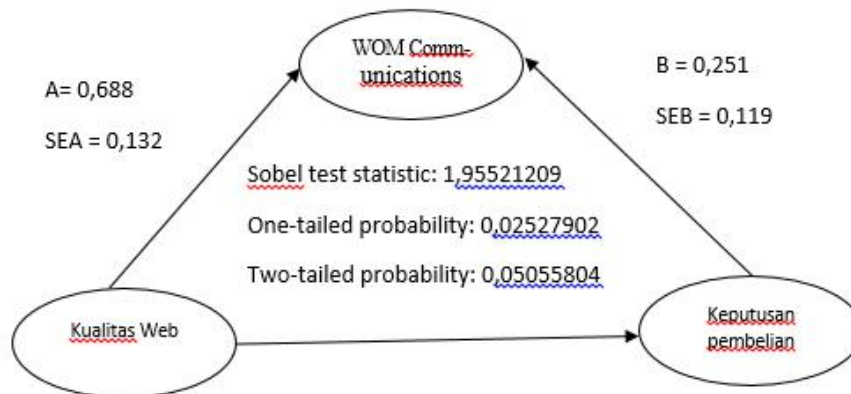 WOM Comm-
unications
A= 0,688
SEA = 0,132
B = 0,251
SEB = 0,119
Sobel test statistic: 1,95521209
One-tailed probability: 0,02527902
Two-tailed probability: 0,05055804
Kualitas Web
Keputusan
pembelian